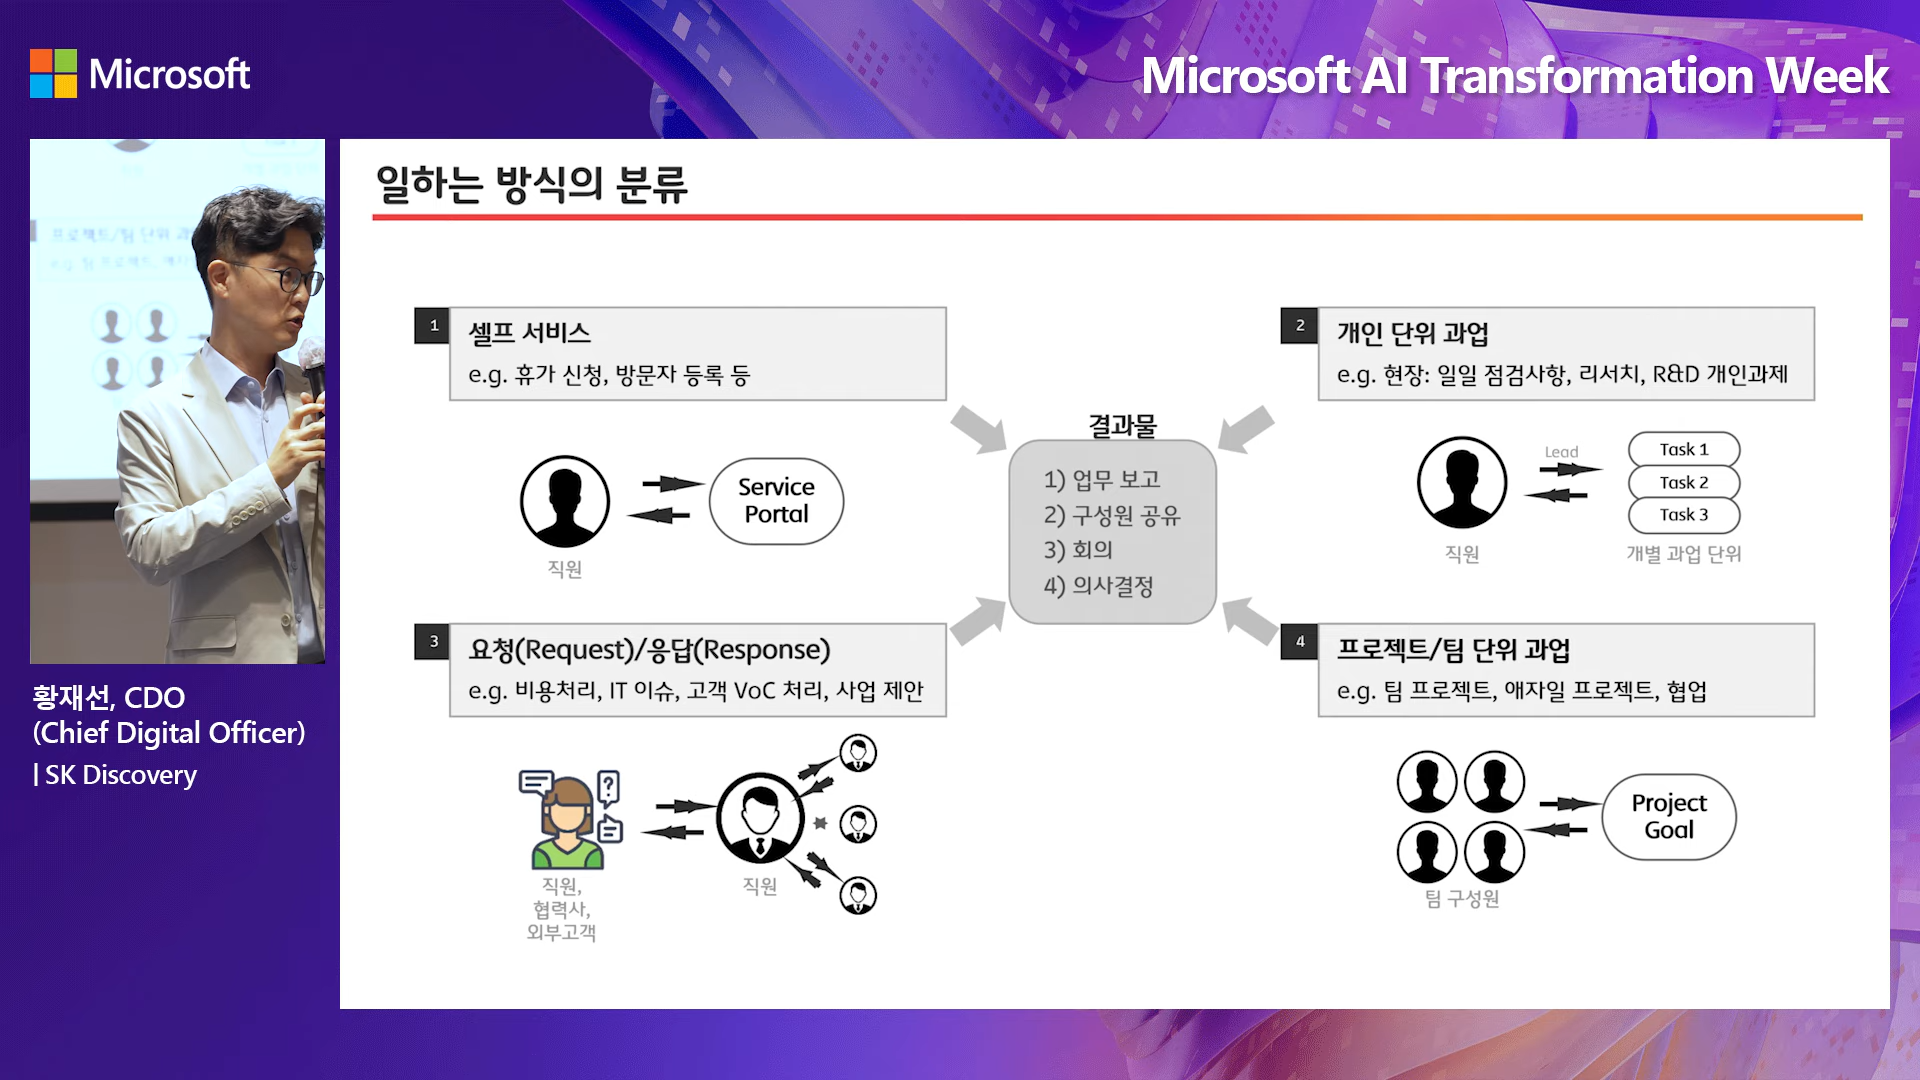 Microsoft
Microsoft AI Transformation Week
황재선, CDO
(Chief Digital Officer)
| SK Discovery
일하는 방식의 분류
1
셀프 서비스
e.g. 휴가 신청, 방문자 등록 등
직원
Service
Portal
2
개인 단위 과업
e.g. 현장: 일일 점검사항, 리서치, R&D 개인과제
직원
Lead
Task 1
Task 2
Task 3
개별 과업 단위
결과물
1) 업무 보고
2) 구성원 공유
3) 회의
4) 의사결정
3
요청(Request)/응답(Response)
e.g. 비용처리, IT 이슈, 고객 VoC 처리, 사업 제안
?
직원,
협력사,
외부고객
직원
4
프로젝트/팀 단위 과업
e.g. 팀 프로젝트, 애자일 프로젝트, 협업
팀 구성원
Project
Goal